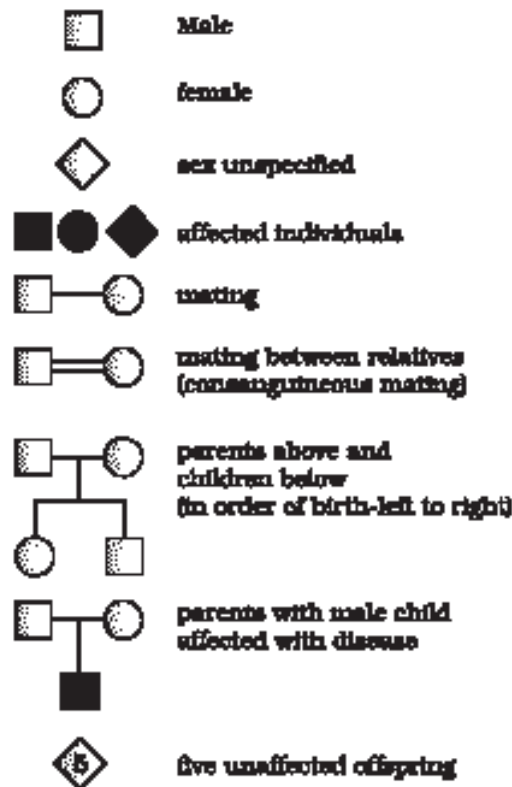 Male
female
sex unspecified
affected individuals
mating
mating between relatives
(consanguineous mating)
parents above and
children below
(in order of birth-left to right)
parents with male child
affected with disease
5 five unaffected offspring